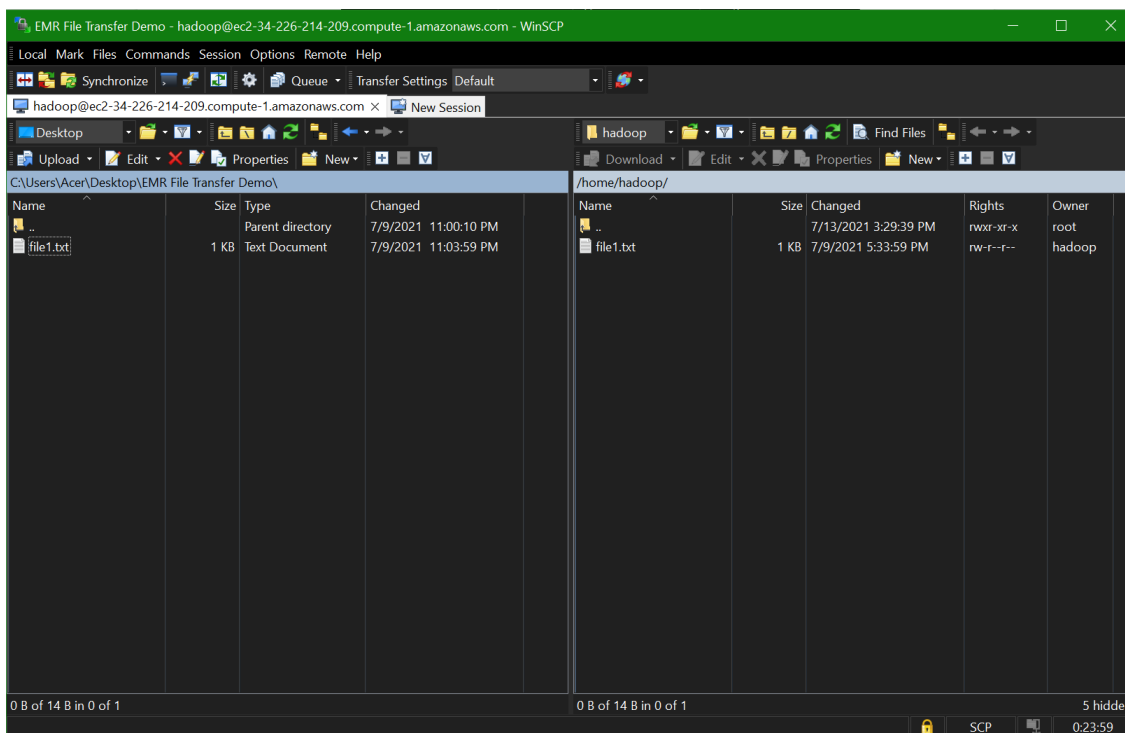 EMR File Transfer Demo - hadoop@ec2-34-226-214-209.compute-1.amazonaws.com - WinSCP
Local Mark Files Commands Session Options Remote Help
Synchronize Queue Transfer Settings Default
hadoop@ec2-34-226-214-209.compute-1.amazonaws.com × New Session
Desktop
Upload Edit Properties New
C:\Users\Acer\Desktop\EMR File Transfer Demo\
Name Size Type Changed
.. Parent directory 7/9/2021 11:00:10 PM
file1.txt 1 KB Text Document 7/9/2021 11:03:59 PM
0 B of 14 B in 0 of 1
hadoop Find Files
Download Edit Properties New
/home/hadoop/
Name Size Changed Rights Owner
.. 7/13/2021 3:29:39 PM rwxr-xr-x root
file1.txt 1 KB 7/9/2021 5:33:59 PM rw-r--r-- hadoop
0 B of 14 B in 0 of 1 5 hidde
SCP 0:23:59